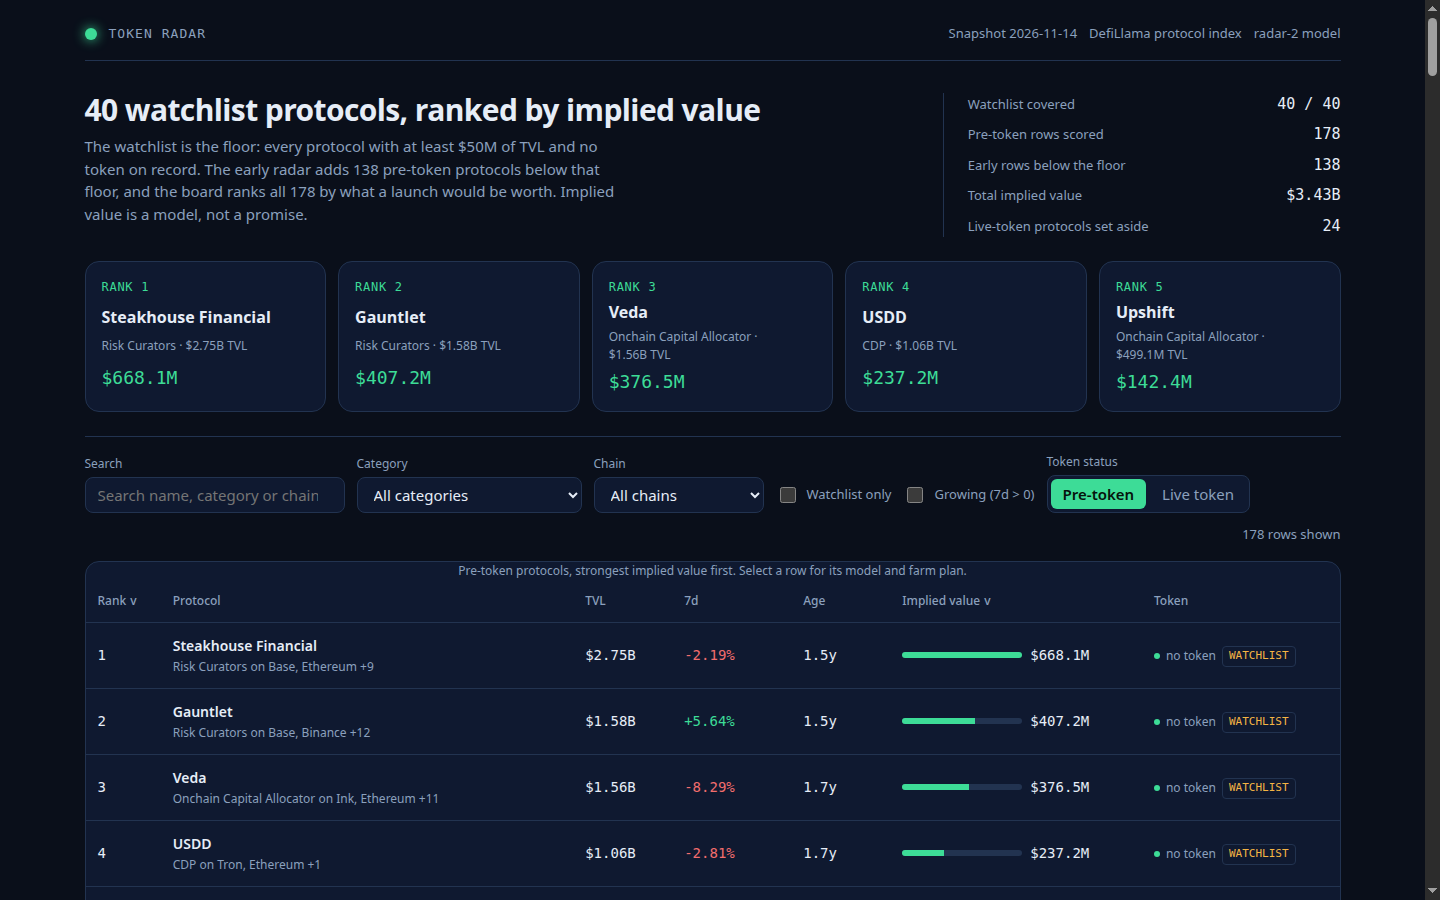 TOKEN RADAR
Snapshot 2026-11-14 DefiLlama protocol index radar-2 model
40 watchlist protocols, ranked by implied value
The watchlist is the floor: every protocol with at least $50M of TVL and no
token on record. The early radar adds 138 pre-token protocols below that
floor, and the board ranks all 178 by what a launch would be worth. Implied
value is a model, not a promise.
Watchlist covered 40 / 40
Pre-token rows scored 178
Early rows below the floor 138
Total implied value $3.43B
Live-token protocols set aside 24
RANK 1
Steakhouse Financial
Risk Curators · $2.75B TVL
$668.1M
RANK 2
Gauntlet
Risk Curators · $1.58B TVL
$407.2M
RANK 3
Veda
Onchain Capital Allocator ·
$1.56B TVL
$376.5M
RANK 4
USDD
CDP · $1.06B TVL
$237.2M
RANK 5
Upshift
Onchain Capital Allocator ·
$499.1M TVL
$142.4M
Search
Search name, category or chain
Category
All categories
Chain
All chains
Watchlist only
Growing (7d > 0)
Token status
Pre-token Live token
178 rows shown
Pre-token protocols, strongest implied value first. Select a row for its model and farm plan.
Rank v Protocol TVL 7d Age Implied value v Token
1 Steakhouse Financial $2.75B -2.19% 1.5y $668.1M no token WATCHLIST
Risk Curators on Base, Ethereum +9
2 Gauntlet $1.58B +5.64% 1.5y $407.2M no token WATCHLIST
Risk Curators on Base, Binance +12
3 Veda $1.56B -8.29% 1.7y $376.5M no token WATCHLIST
Onchain Capital Allocator on Ink, Ethereum +11
4 USDD $1.06B -2.81% 1.7y $237.2M no token WATCHLIST
CDP on Tron, Ethereum +1